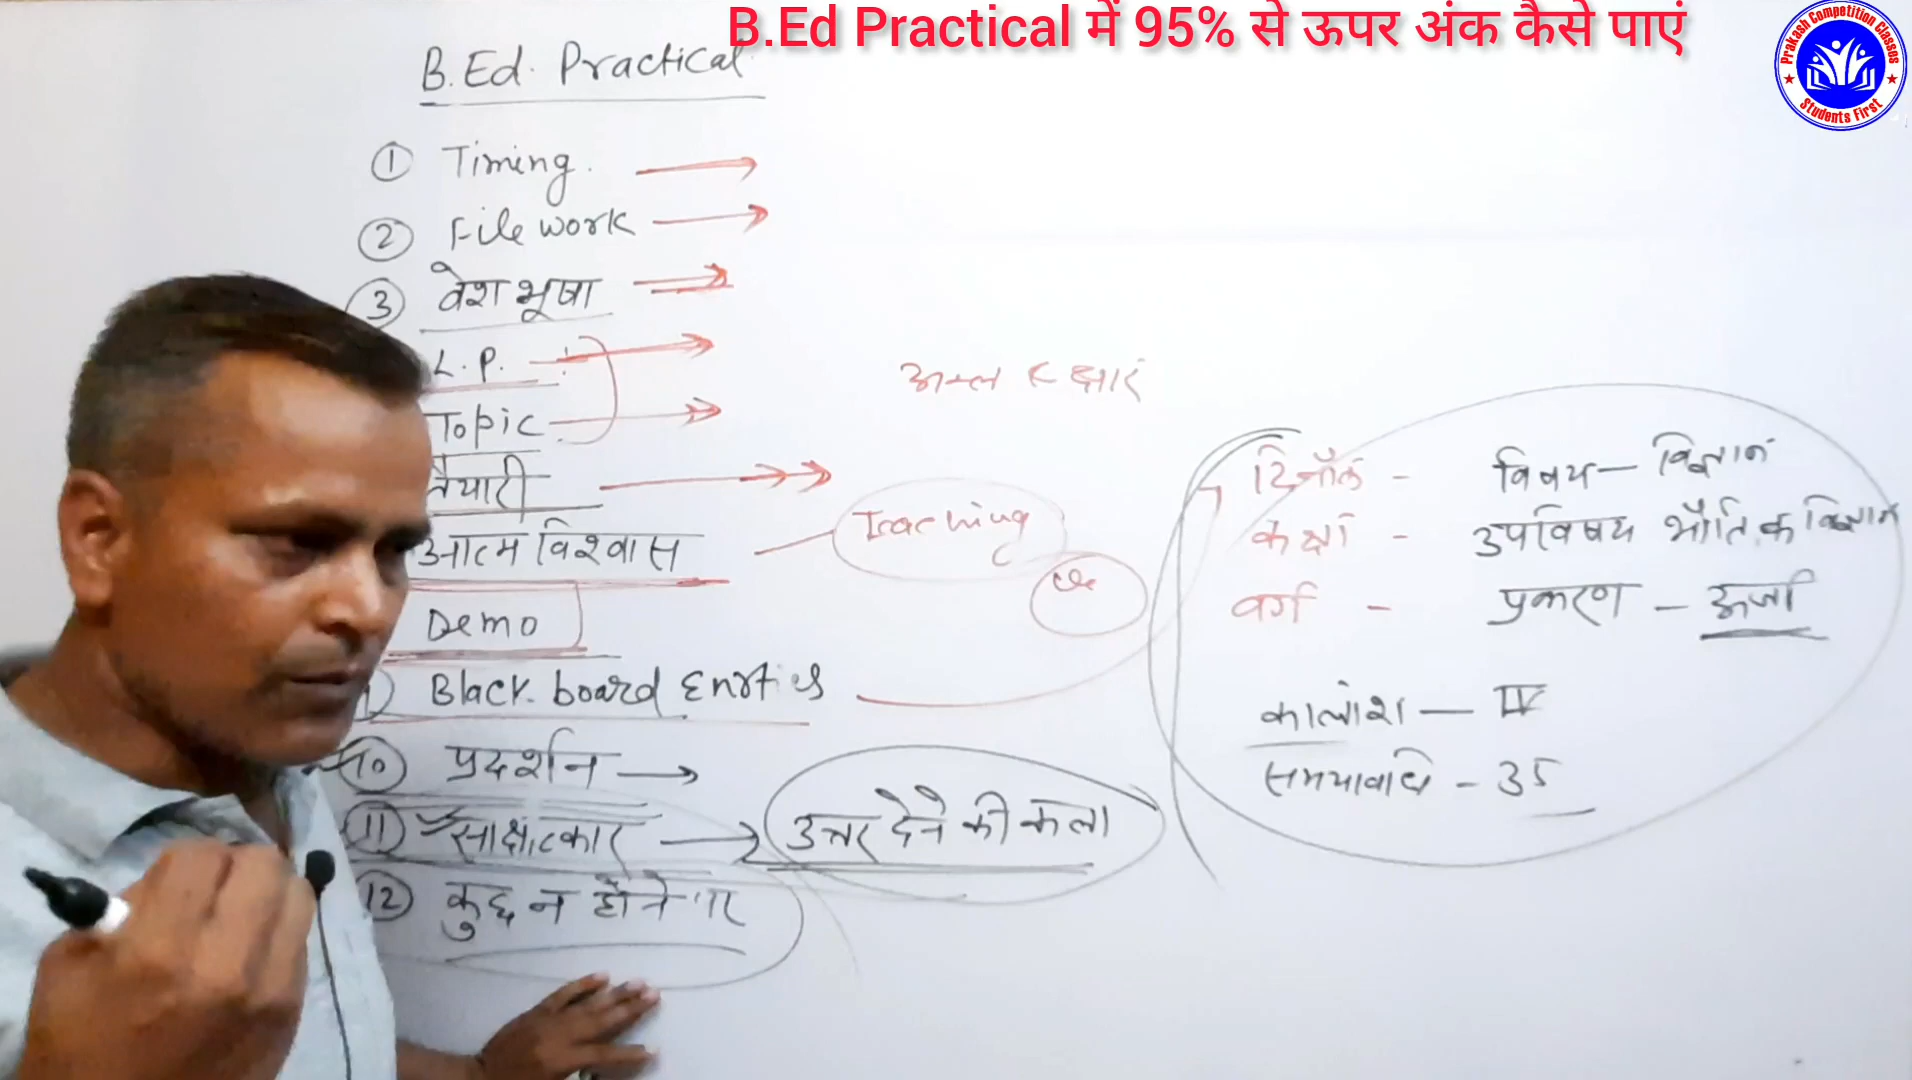 B.Ed Practical में 95% से ऊपर अंक कैसे पाएं
Prakash Competition Classes
Students First
B.Ed. Practical
① Timing.
② File work
③ वेशभूषा
L.P.
Topic
तैयारी
आत्मविश्वास
Teaching
Demo
Black-board Enrties
⑩ प्रदर्शन
⑪ साक्षात्कार → उत्तर देने की कला
⑫ कुछ न होने पर
अम्ल क्षार
दिनाँक -
कक्षा -
वर्ग -
विषय - विज्ञान
उपविषय भौतिक विज्ञान
प्रकरण - ऊर्जा
कालांश - IV
समयावधि - 35